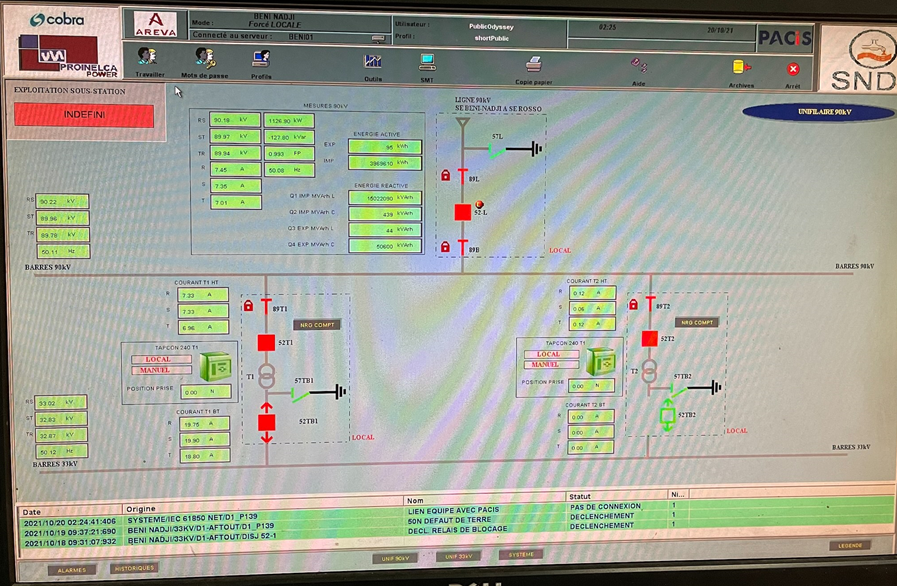 cobra
PROINELCA
POWER
AREVA
Mode :
BENI NADJI
Forcé LOCALE
Connecté au serveur : BENI01
Utilisateur : PublicOdyssey
Profil : shortPublic
02:25
20/10/21
PACiS
SND
Travailler
Mots de passe
Profils
Outils
SMT
Copie papier
Aide
Archives
Arrêt
EXPLOITATION SOUS-STATION
INDEFINI
UNIFILAIRE 90kV
MESURES 90kV
RS 90.18 kV 1126.90 kW
ST 89.97 kV -127.80 kVar
TR 89.94 kV 0.993 FP
R 7.45 A 50.08 Hz
S 7.35 A
T 7.01 A
ENERGIE ACTIVE
EXP 95 kWh
IMP 3968610 kWh
ENERGIE REACTIVE
Q1 IMP MVArh L 15022090 kVArh
Q2 IMP MVArh C 439 kVArh
Q3 EXP MVArh L 44 kVArh
Q4 EXP MVArh C 50600 kVArh
LIGNE 90kV
SE BENI-NADJI A SE ROSSO
57L
89L
52-L
89B
LOCAL
RS 90.22 kV
ST 89.96 kV
TR 89.78 kV
50.11 Hz
BARRES 90kV
BARRES 90kV
COURANT T1 HT
R 7.33 A
S 7.33 A
T 6.96 A
89T1
NRG COMPT
52T1
TAPCON 240 T1
LOCAL
MANUEL
POSITION PRISE 0.00 N
T1
57TB1
52TB1
LOCAL
COURANT T1 BT
R 19.75 A
S 19.90 A
T 18.80 A
COURANT T2 HT
R 0.12 A
S 0.06 A
T 0.12 A
89T2
NRG COMPT
52T2
TAPCON 240 T1
LOCAL
MANUEL
POSITION PRISE 0.00 N
T2
57TB2
52TB2
LOCAL
COURANT T2 BT
R 0.00 A
S 0.00 A
T 0.00 A
RS 33.02 kV
ST 32.83 kV
TR 32.87 kV
50.12 Hz
BARRES 33kV
BARRES 33kV
Date Origine Nom Statut Ni...
2021/10/20 02:24:41:406 SYSTEME/IEC 61850 NET/D1_P139 LIEN EQUIPE AVEC PACIS PAS DE CONNEXION 1
2021/10/19 09:37:21:690 BENI NADJI/33KV/D1-AFTOUT/D1_P139 50N DEFAUT DE TERRE DECLENCHEMENT 1
2021/10/18 09:31:07:932 BENI NADJI/33KV/D1-AFTOUT/DISJ 52-1 DECL. RELAIS DE BLOCAGE DECLENCHEMENT 1
ALARMES
HISTORIQUES
UNIF 90kV
UNIF 33kV
SYSTEME
LEGENDE